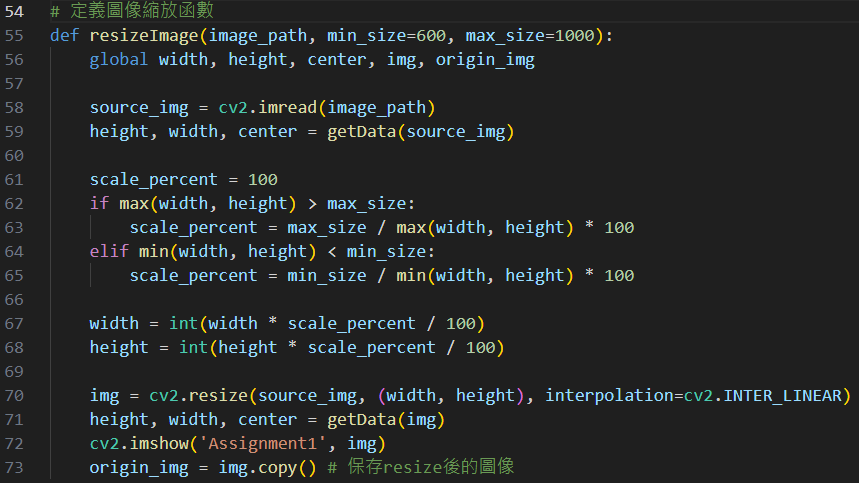 54 # 定義圖像縮放函數
55 def resizeImage(image_path, min_size=600, max_size=1000):
56     global width, height, center, img, origin_img
57
58     source_img = cv2.imread(image_path)
59     height, width, center = getData(source_img)
60
61     scale_percent = 100
62     if max(width, height) > max_size:
63         scale_percent = max_size / max(width, height) * 100
64     elif min(width, height) < min_size:
65         scale_percent = min_size / min(width, height) * 100
66
67     width = int(width * scale_percent / 100)
68     height = int(height * scale_percent / 100)
69
70     img = cv2.resize(source_img, (width, height), interpolation=cv2.INTER_LINEAR)
71     height, width, center = getData(img)
72     cv2.imshow('Assignment1', img)
73     origin_img = img.copy() # 保存resize後的圖像